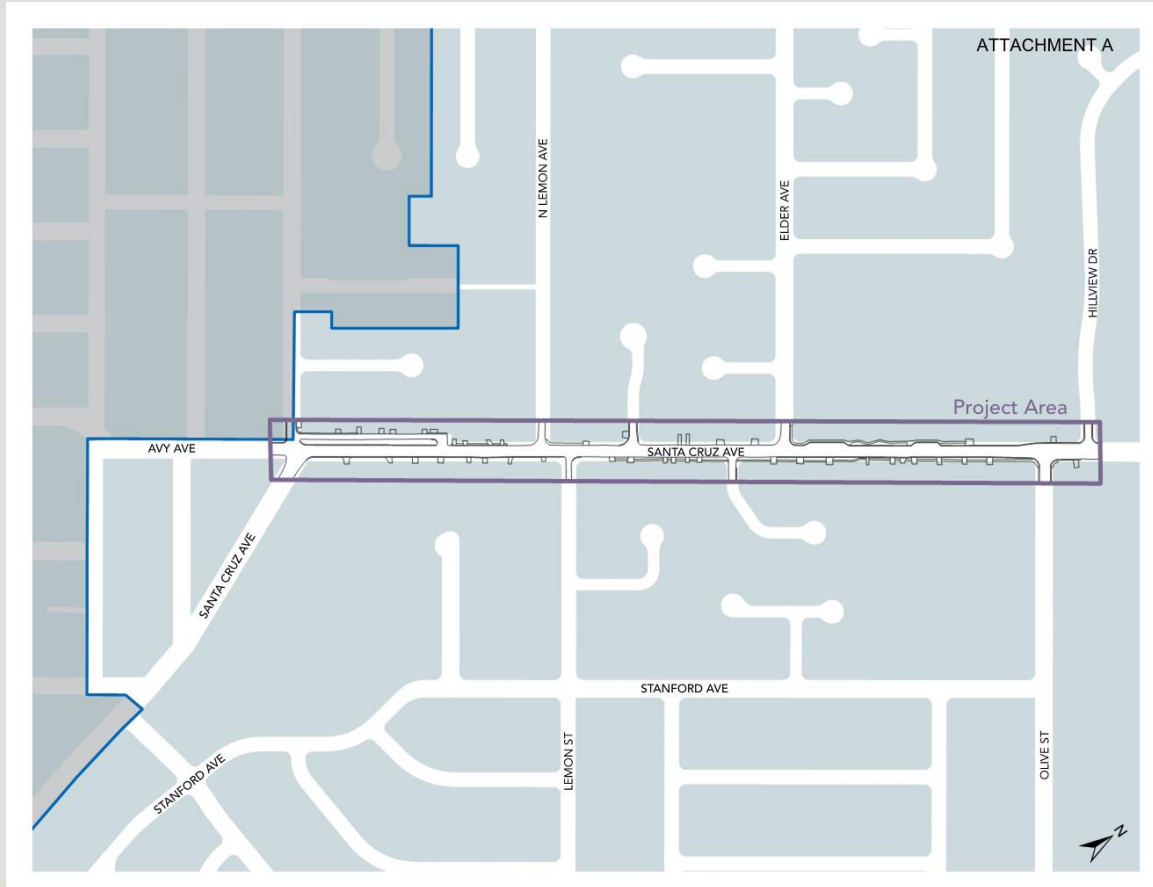 ATTACHMENT A
N LEMON AVE
ELDER AVE
HILLVIEW DR
Project Area
AVY AVE
SANTA CRUZ AVE
SANTA CRUZ AVE
STANFORD AVE
LEMON ST
OLIVE ST
STANFORD AVE
N